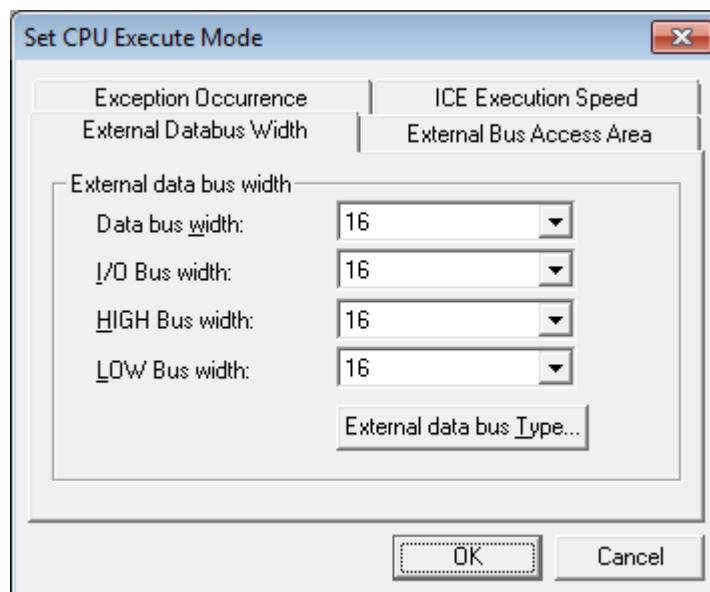 Set CPU Execute Mode
Exception Occurrence ICE Execution Speed
External Databus Width External Bus Access Area
External data bus width
Data bus width: 16
I/O Bus width: 16
HIGH Bus width: 16
LOW Bus width: 16
External data bus Type...
OK Cancel